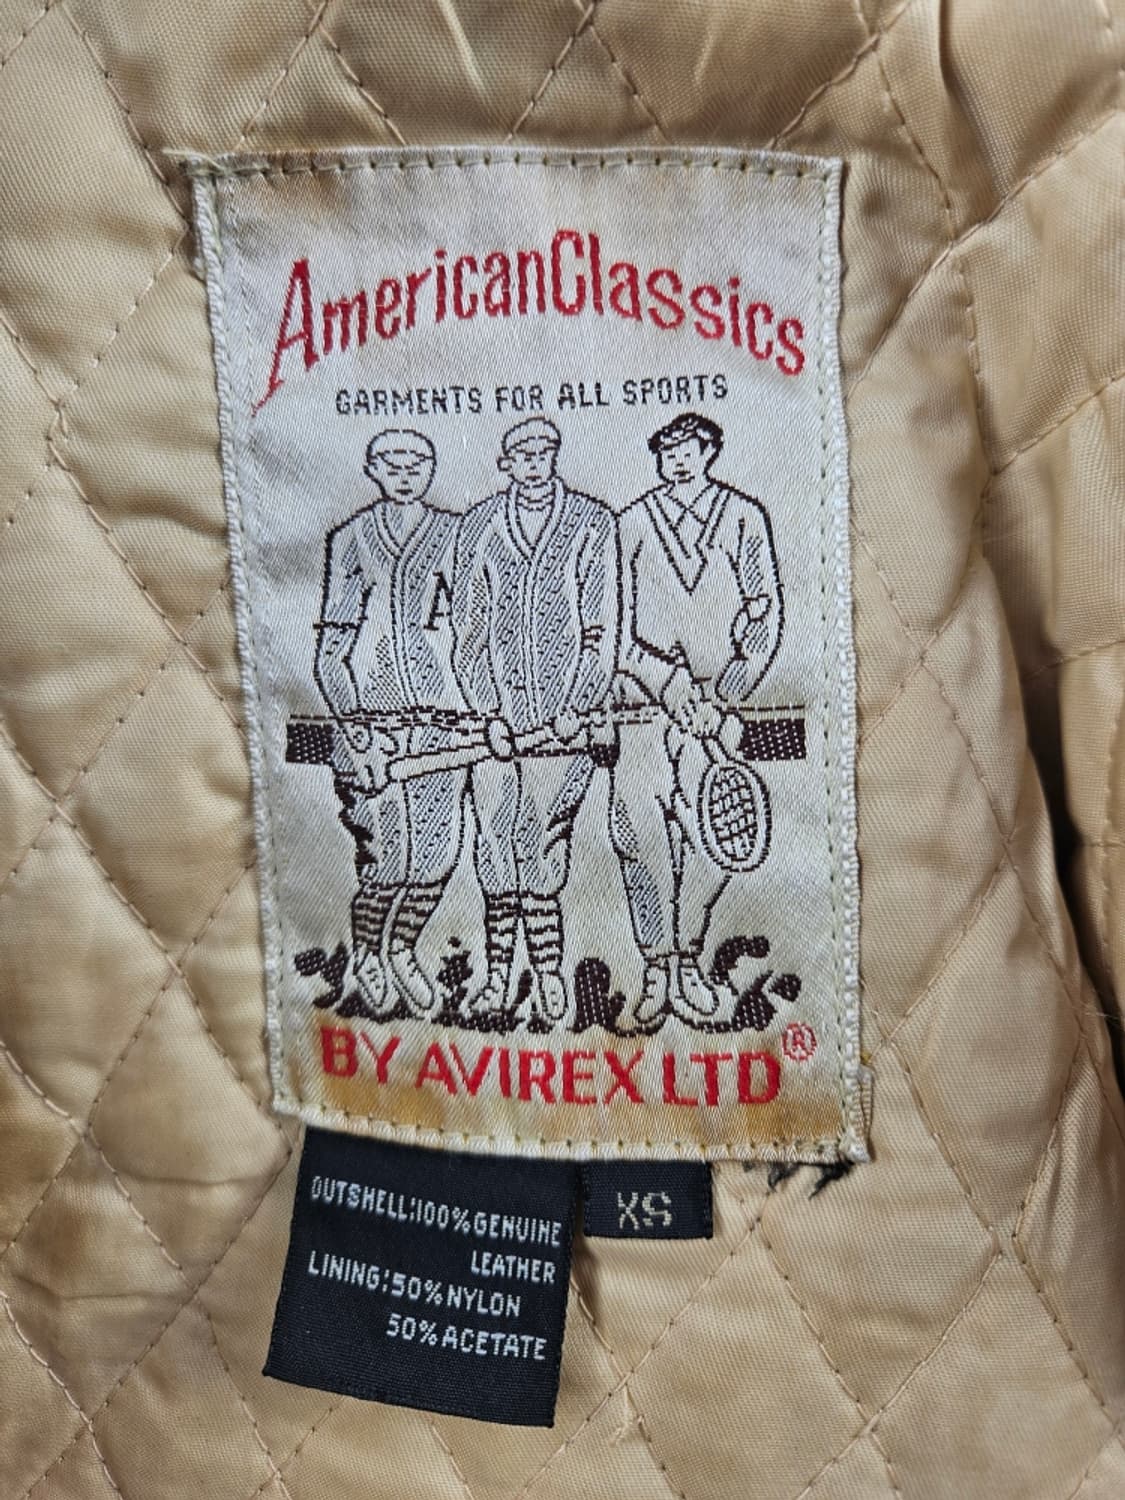 AmericanClassics
GARMENTS FOR ALL SPORTS
A
BY AVIREX LTD®
OUTSHELL:100%GENUINE
LEATHER
LINING:50%NYLON
50%ACETATE
XS